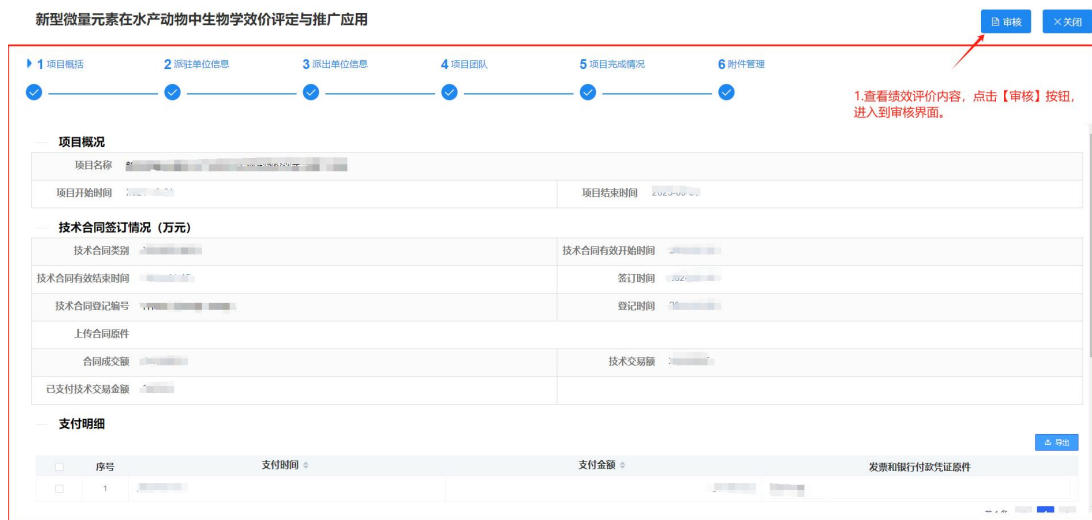 新型微量元素在水产动物中生物学效价评定与推广应用
审核 ×关闭
1 项目概括 2 派驻单位信息 3 派出单位信息 4 项目团队 5 项目完成情况 6 附件管理
1.查看绩效评价内容，点击【审核】按钮，
进入到审核界面。
项目概况
项目名称
项目开始时间 项目结束时间
技术合同签订情况（万元）
技术合同类别 技术合同有效开始时间
技术合同有效结束时间 签订时间
技术合同登记编号 登记时间
上传合同原件
合同成交额 技术交易额
已支付技术交易金额
支付明细
导出
序号 支付时间 支付金额 发票和银行付款凭证原件
1